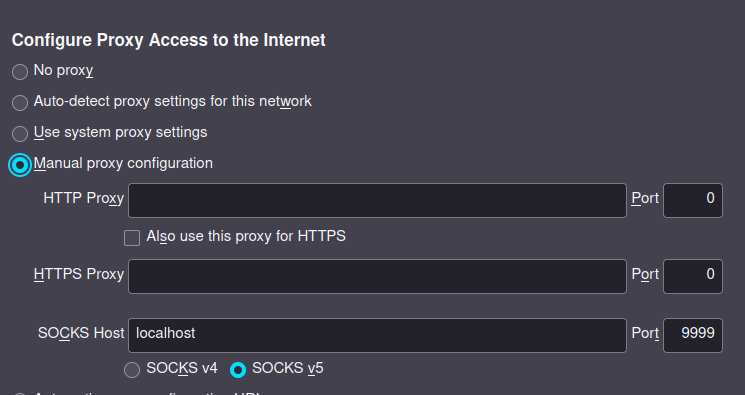 Configure Proxy Access to the Internet
No proxy
Auto-detect proxy settings for this network
Use system proxy settings
Manual proxy configuration
HTTP Proxy Port 0
Also use this proxy for HTTPS
HTTPS Proxy Port 0
SOCKS Host localhost Port 9999
SOCKS v4 SOCKS v5